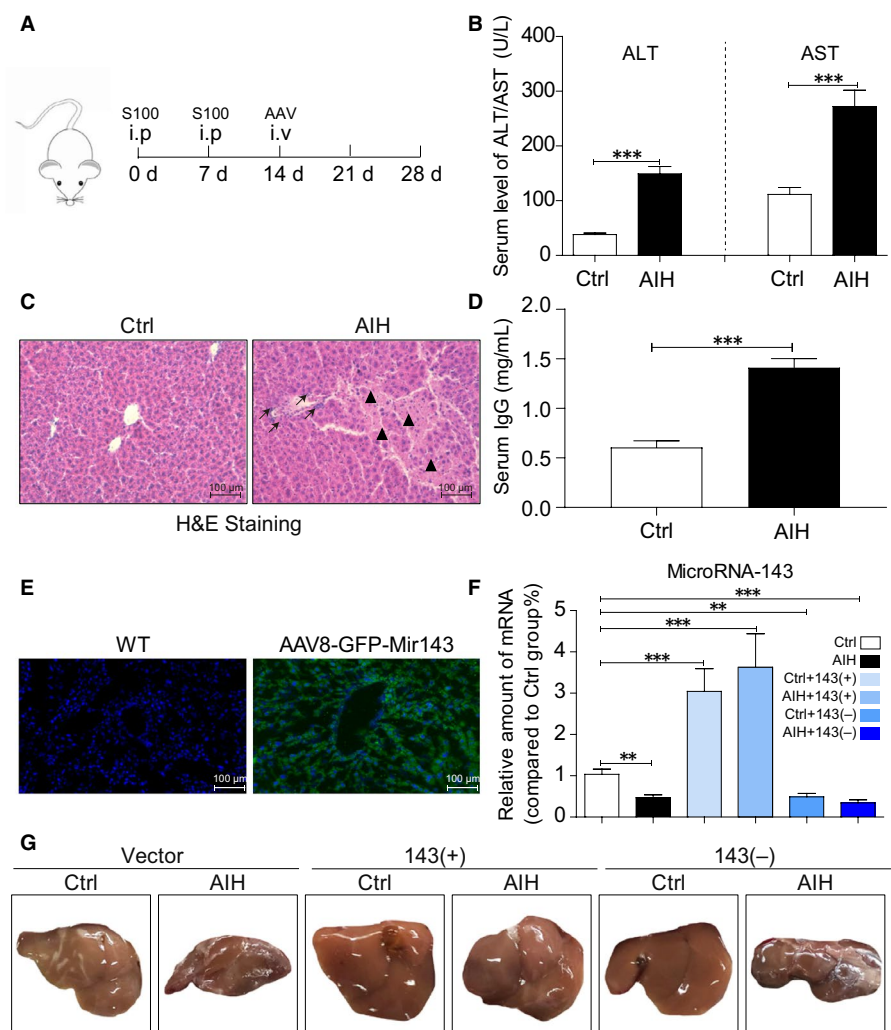 A
S100 S100 AAV
i.p i.p i.v
0 d 7 d 14 d 21 d 28 d
B
Serum level of ALT/AST (U/L)
400
300
200
100
0
ALT AST
*** ***
Ctrl AIH Ctrl AIH
C
Ctrl AIH
100 µm 100 µm
H&E Staining
D
Serum IgG (mg/mL)
2.0
1.5
1.0
0.5
0.0
***
Ctrl AIH
E
WT AAV8-GFP-Mir143
100 µm 100 µm
F
MicroRNA-143
Relative amount of mRNA
(compared to Ctrl group%)
5
4
3
2
1
0
***
**
***
***
**
Ctrl
AIH
Ctrl+143(+)
AIH+143(+)
Ctrl+143(–)
AIH+143(–)
G
Vector 143(+) 143(–)
Ctrl AIH Ctrl AIH Ctrl AIH